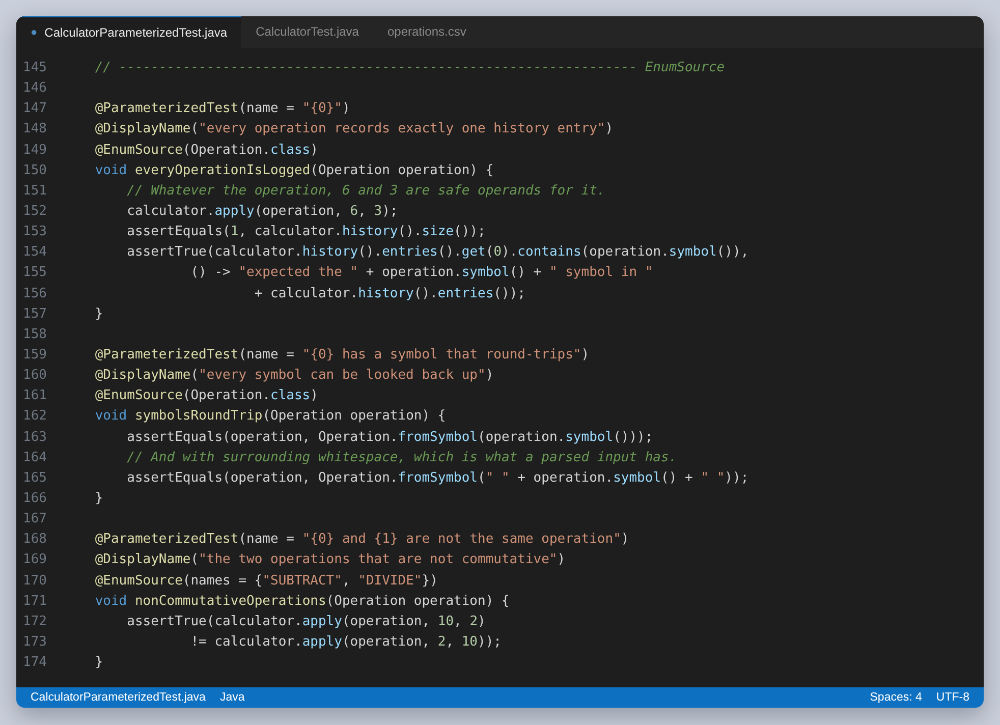 CalculatorParameterizedTest.java CalculatorTest.java operations.csv
145     // ----------------------------------------------------------------- EnumSource
146
147     @ParameterizedTest(name = "{0}")
148     @DisplayName("every operation records exactly one history entry")
149     @EnumSource(Operation.class)
150     void everyOperationIsLogged(Operation operation) {
151         // Whatever the operation, 6 and 3 are safe operands for it.
152         calculator.apply(operation, 6, 3);
153         assertEquals(1, calculator.history().size());
154         assertTrue(calculator.history().entries().get(0).contains(operation.symbol()),
155                 () -> "expected the " + operation.symbol() + " symbol in "
156                         + calculator.history().entries());
157     }
158
159     @ParameterizedTest(name = "{0} has a symbol that round-trips")
160     @DisplayName("every symbol can be looked back up")
161     @EnumSource(Operation.class)
162     void symbolsRoundTrip(Operation operation) {
163         assertEquals(operation, Operation.fromSymbol(operation.symbol()));
164         // And with surrounding whitespace, which is what a parsed input has.
165         assertEquals(operation, Operation.fromSymbol(" " + operation.symbol() + " "));
166     }
167
168     @ParameterizedTest(name = "{0} and {1} are not the same operation")
169     @DisplayName("the two operations that are not commutative")
170     @EnumSource(names = {"SUBTRACT", "DIVIDE"})
171     void nonCommutativeOperations(Operation operation) {
172         assertTrue(calculator.apply(operation, 10, 2)
173                 != calculator.apply(operation, 2, 10));
174     }
CalculatorParameterizedTest.java Java Spaces: 4 UTF-8